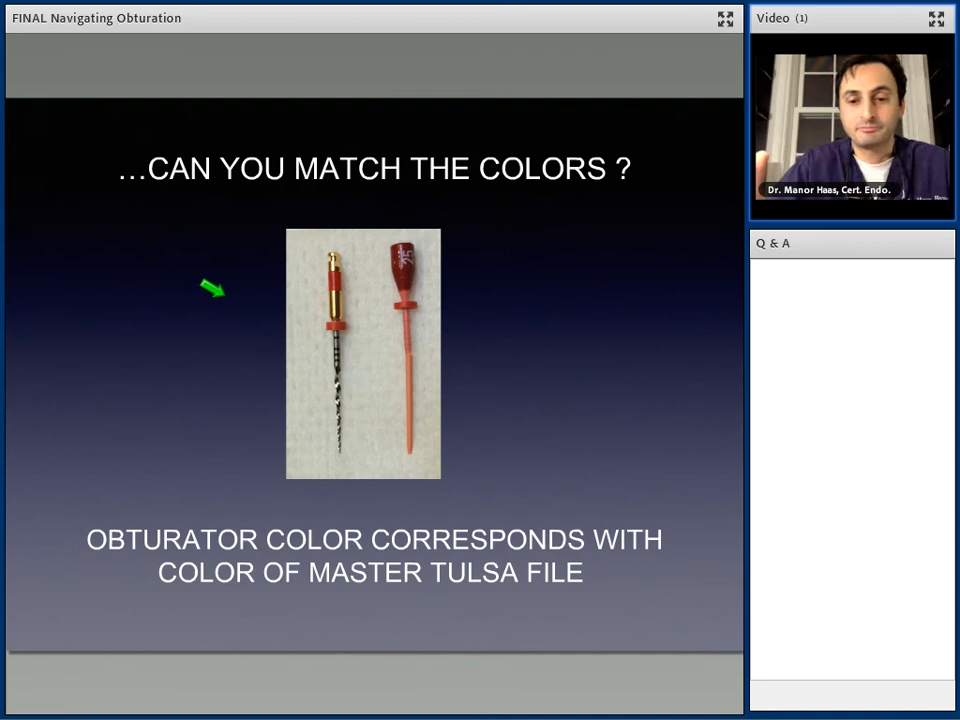 FINAL Navigating Obturation
Video (1)
Dr. Manor Haas, Cert. Endo.
Q & A
…CAN YOU MATCH THE COLORS ?
25
OBTURATOR COLOR CORRESPONDS WITH
COLOR OF MASTER TULSA FILE